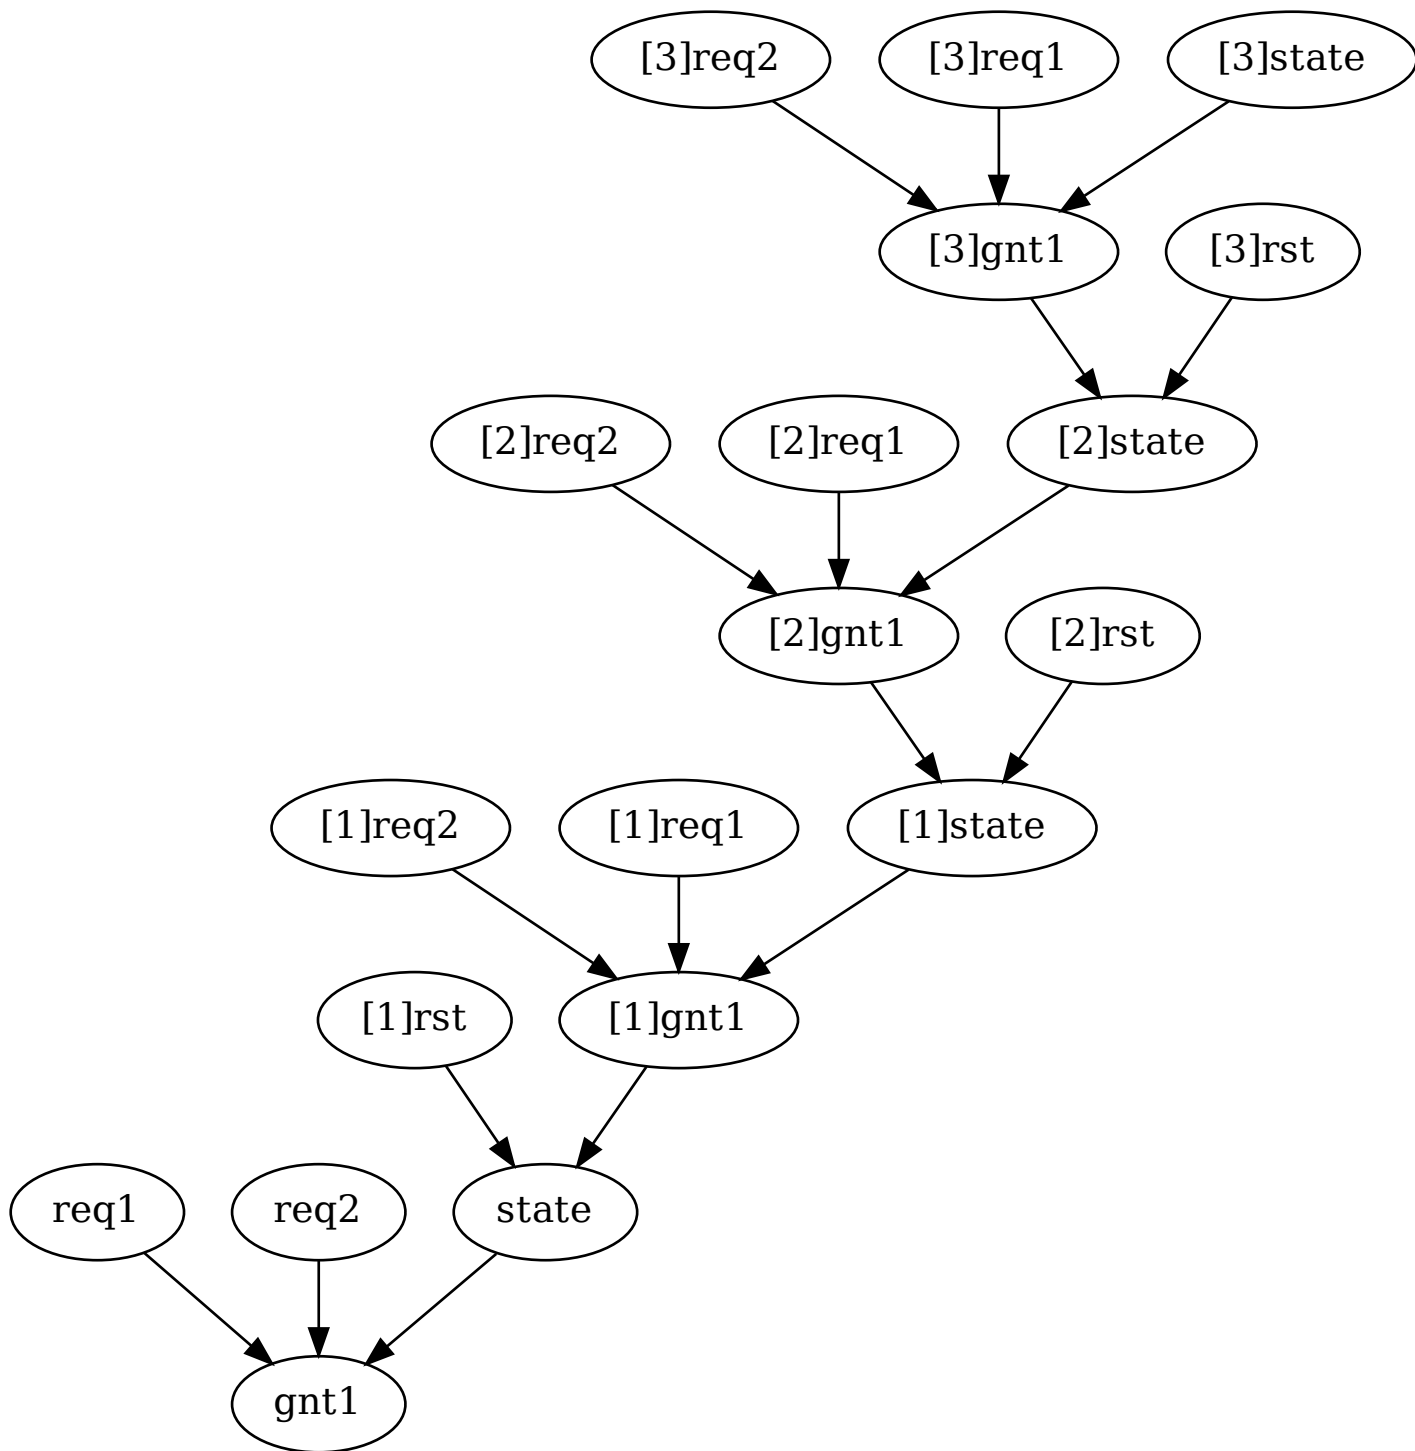 [3]req2
[3]req1
[3]state
[3]gnt1
[3]rst
[2]req2
[2]req1
[2]state
[2]gnt1
[2]rst
[1]req2
[1]req1
[1]state
[1]rst
[1]gnt1
req1
req2
state
gnt1